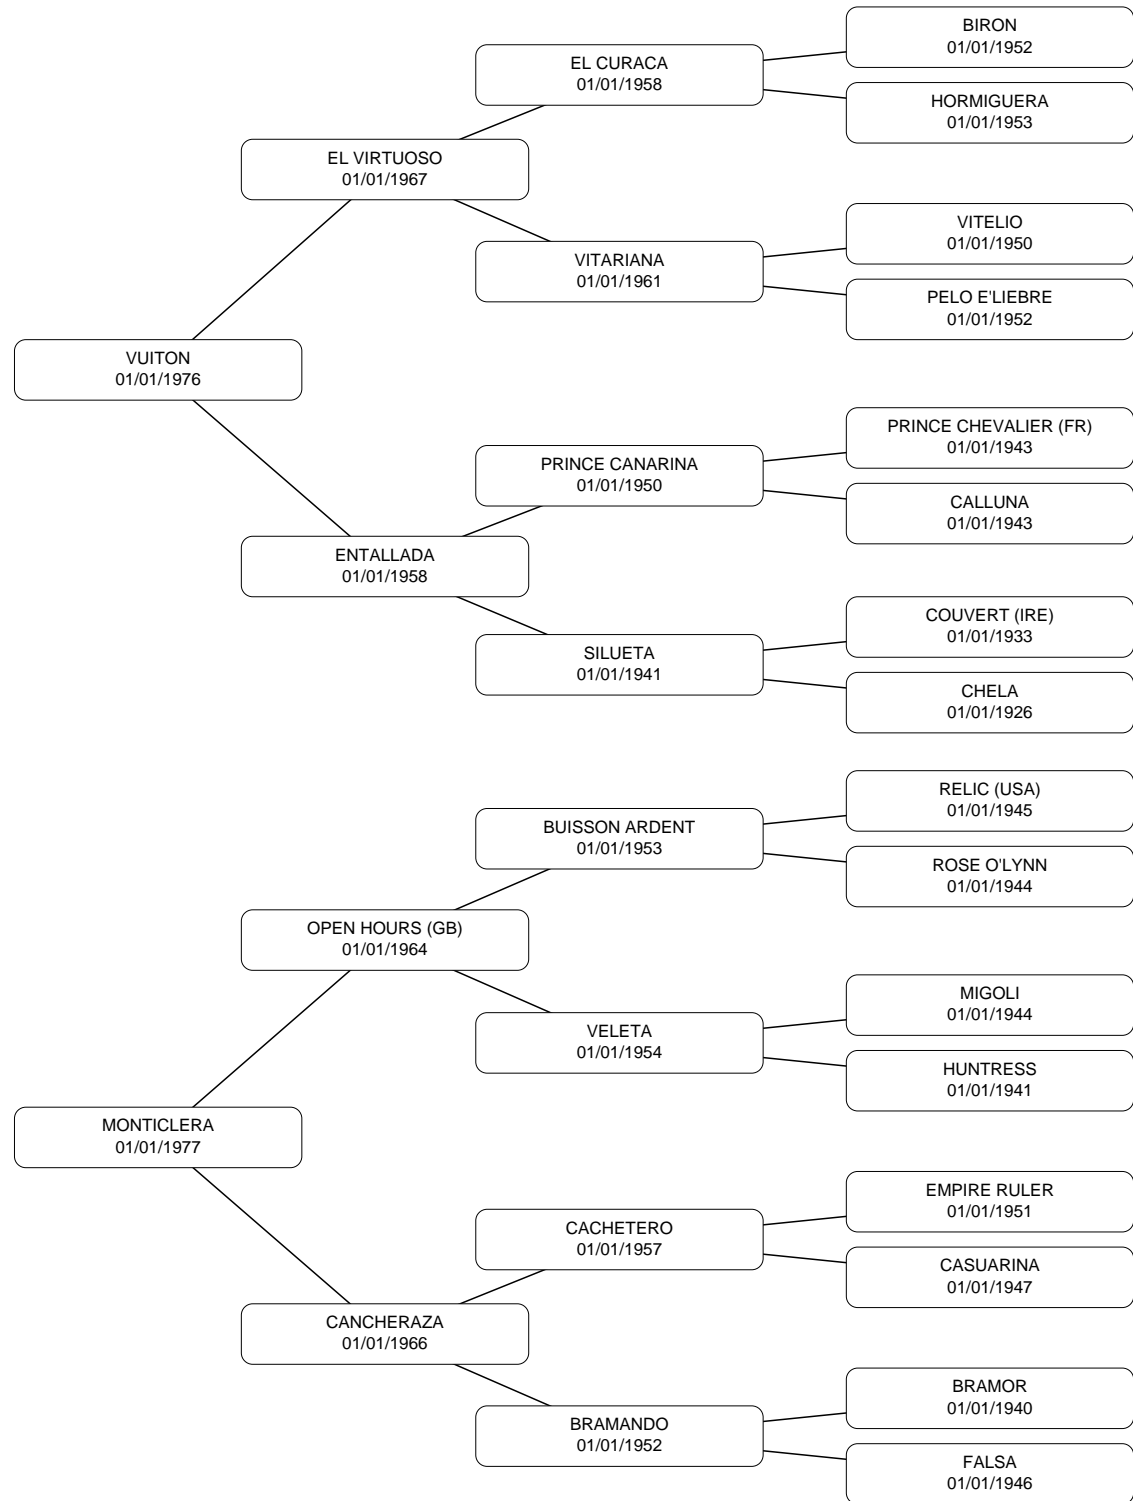 BIRON
01/01/1952
EL CURACA
01/01/1958
HORMIGUERA
01/01/1953
EL VIRTUOSO
01/01/1967
VITELIO
01/01/1950
VITARIANA
01/01/1961
PELO E'LIEBRE
01/01/1952
VUITON
01/01/1976
PRINCE CHEVALIER (FR)
01/01/1943
PRINCE CANARINA
01/01/1950
CALLUNA
01/01/1943
ENTALLADA
01/01/1958
COUVERT (IRE)
01/01/1933
SILUETA
01/01/1941
CHELA
01/01/1926
RELIC (USA)
01/01/1945
BUISSON ARDENT
01/01/1953
ROSE O'LYNN
01/01/1944
OPEN HOURS (GB)
01/01/1964
MIGOLI
01/01/1944
VELETA
01/01/1954
HUNTRESS
01/01/1941
MONTICLERA
01/01/1977
EMPIRE RULER
01/01/1951
CACHETERO
01/01/1957
CASUARINA
01/01/1947
CANCHERAZA
01/01/1966
BRAMOR
01/01/1940
BRAMANDO
01/01/1952
FALSA
01/01/1946